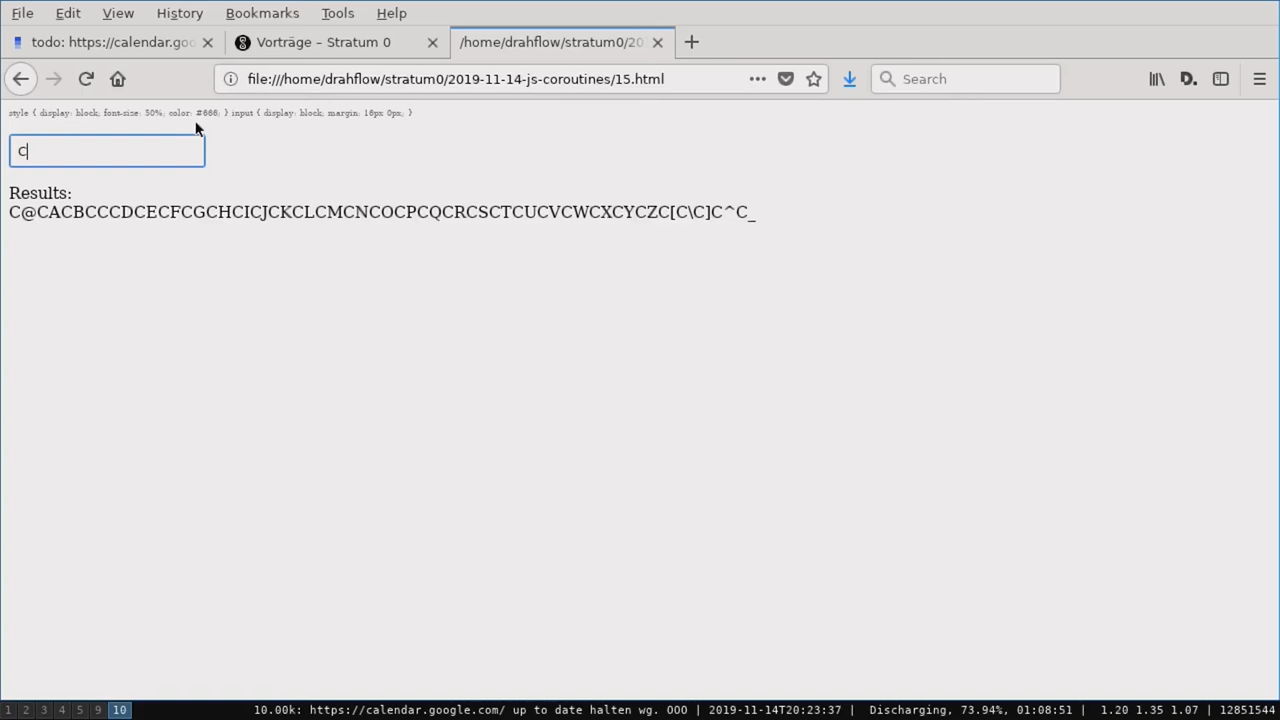 File Edit View History Bookmarks Tools Help
todo: https://calendar.goo Vorträge – Stratum 0 /home/drahflow/stratum0/20
file:///home/drahflow/stratum0/2019-11-14-js-coroutines/15.html Search D.
style { display: block; font-size: 50%; color: #666; } input { display: block; margin: 16px 0px; }
c
Results:
C@CACBCCCDCECFCGCHCICJCKCLCMCNCOCPCQCRCSCTCUCVCWCXCYCZC[C\C]C^C_
1 2 3 4 5 9 10 10.00k: https://calendar.google.com/ up to date halten wg. OOO | 2019-11-14T20:23:37 | Discharging, 73.94%, 01:08:51 | 1.20 1.35 1.07 | 12851544